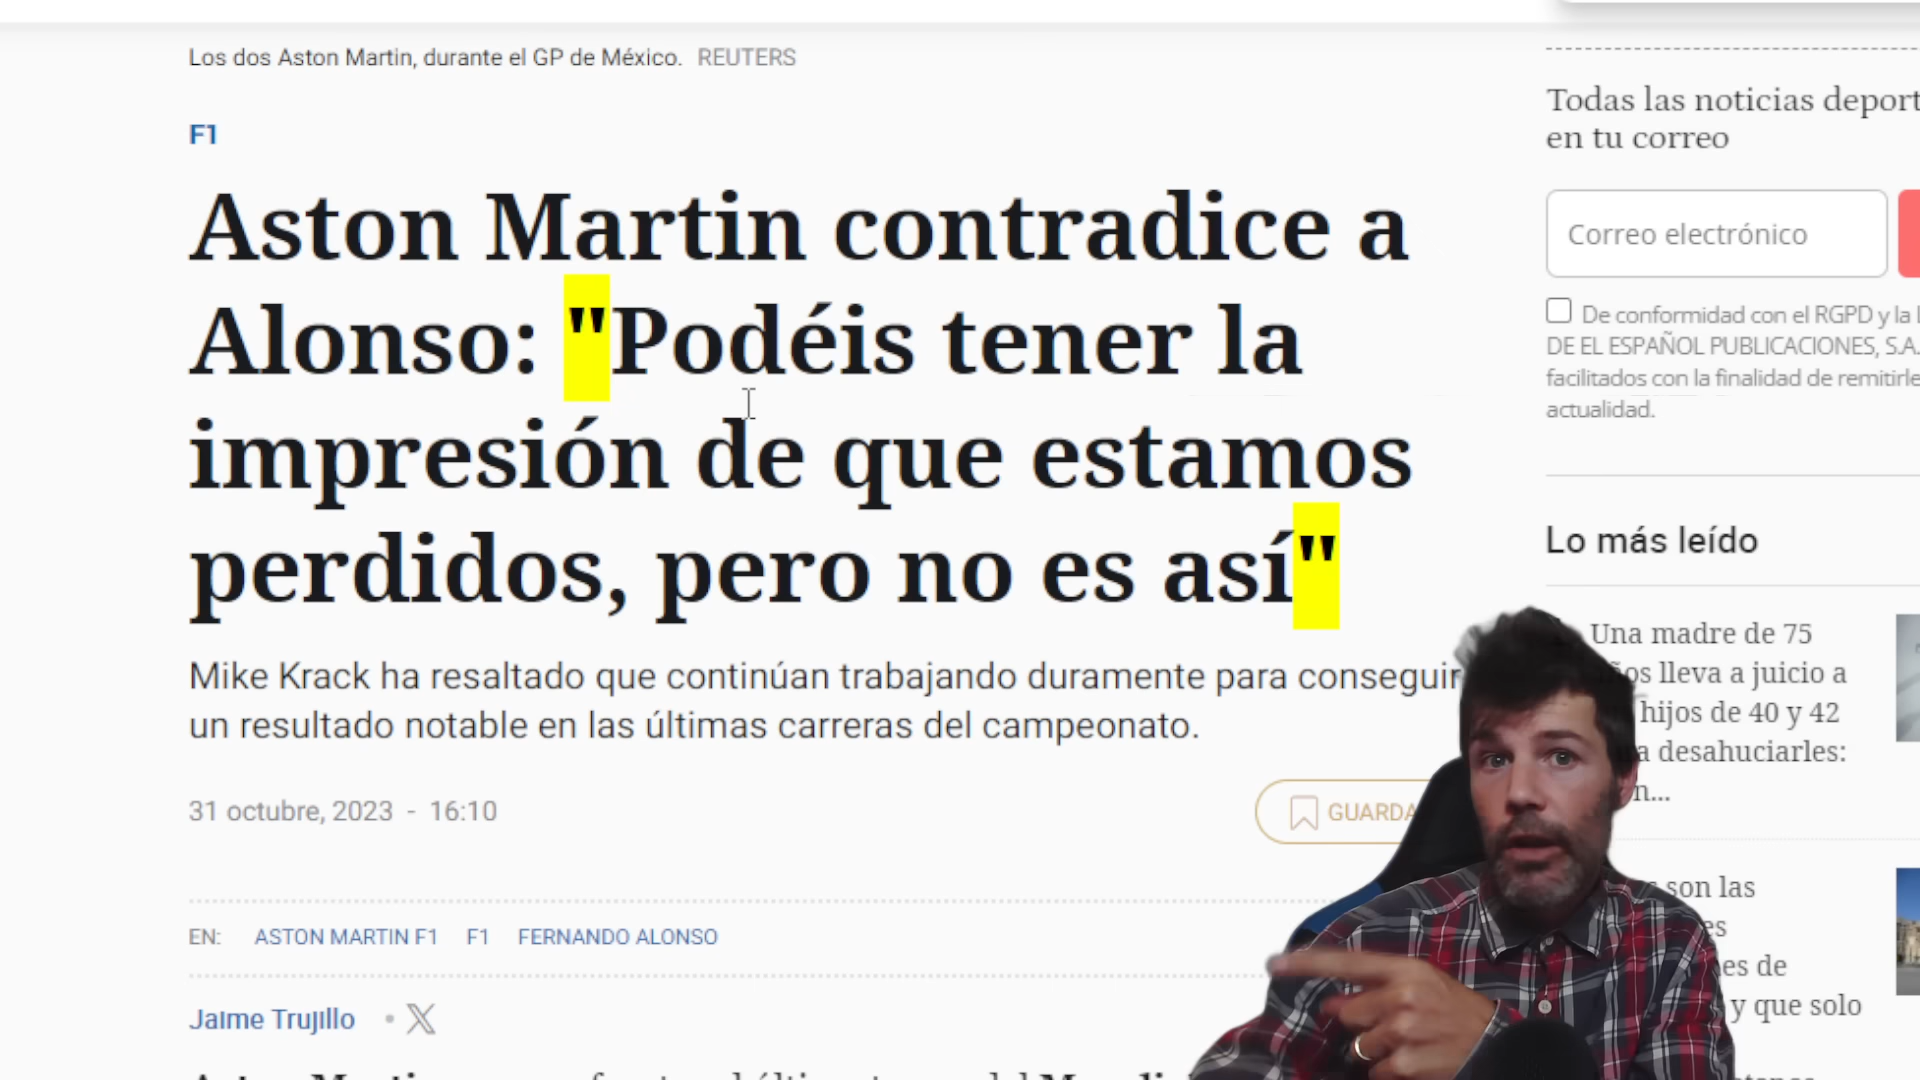 Los dos Aston Martin, durante el GP de México. REUTERS
F1
Aston Martin contradice a
Alonso: "Podéis tener la
impresión de que estamos
perdidos, pero no es así"
Mike Krack ha resaltado que continúan trabajando duramente para conseguir
un resultado notable en las últimas carreras del campeonato.
31 octubre, 2023 - 16:10
EN: ASTON MARTIN F1 F1 FERNANDO ALONSO
Jaime Trujillo
Todas las noticias deport
en tu correo
Correo electrónico
De conformidad con el RGPD y la
DE EL ESPAÑOL PUBLICACIONES, S.A.
facilitados con la finalidad de remitirle
actualidad.
Lo más leído
Una madre de 75
lleva a juicio a
hijos de 40 y 42
desahuciarles:
son las
de
y que solo